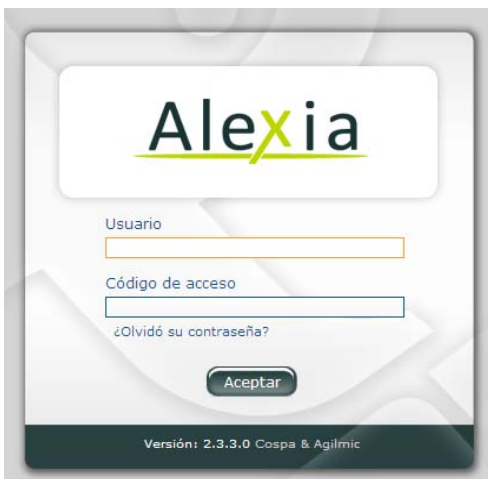 Alexia
Usuario
Código de acceso
¿Olvidó su contraseña?
Aceptar
Versión: 2.3.3.0 Cospa & Agilmic